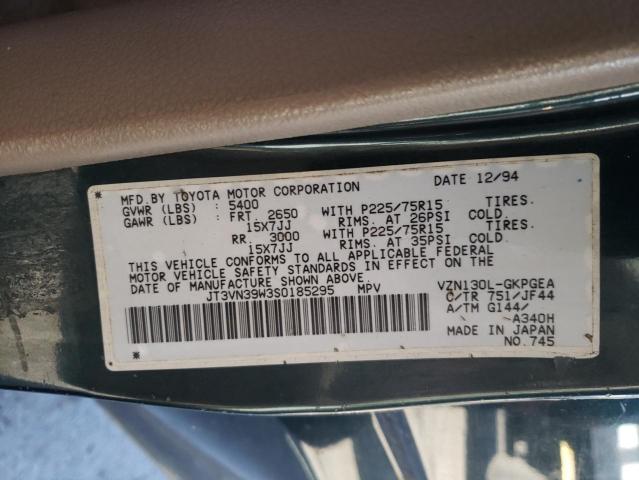 MFD.BY TOYOTA MOTOR CORPORATION DATE 12/94
GVWR (LBS) : 5400
GAWR (LBS) : FRT. 2650 WITH P225/75R15 TIRES.
15X7JJ RIMS. AT 26PSI COLD.
RR. 3000 WITH P225/75R15 TIRES.
15X7JJ RIMS. AT 35PSI COLD.
THIS VEHICLE CONFORMS TO ALL APPLICABLE FEDERAL
MOTOR VEHICLE SAFETY STANDARDS IN EFFECT ON THE
DATE OF MANUFACTURE SHOWN ABOVE.
JT3VN39W3S0185295 MPV VZN130L-GKPGEA
C/TR 751/JF44
A/TM G144/
A340H
MADE IN JAPAN
NO.745